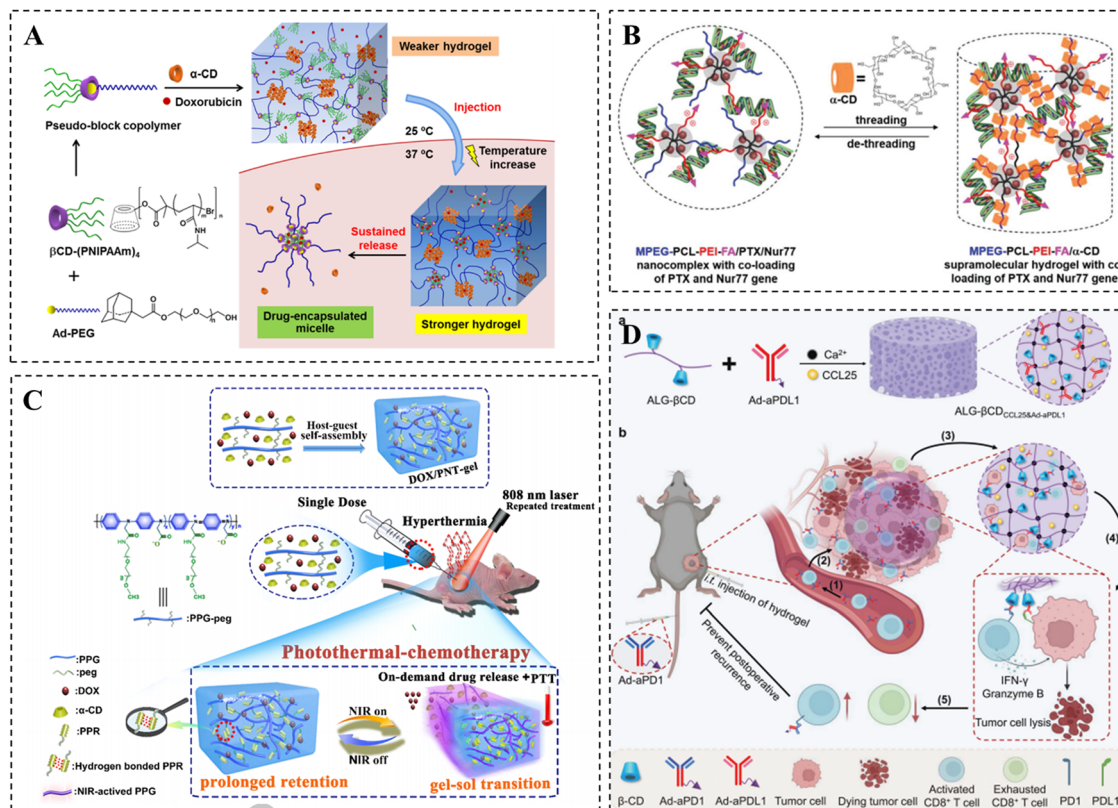 A
α-CD
Doxorubicin
Weaker hydrogel
Pseudo-block copolymer
Injection
25 ºC
37 ºC
Temperature
increase
βCD-(PNIPAAm)4
+
Ad-PEG
Sustained
release
Drug-encapsulated
micelle
Stronger hydrogel
B
α-CD
threading
de-threading
MPEG-PCL-PEI-FA/PTX/Nur77
nanocomplex with co-loading
of PTX and Nur77 gene
MPEG-PCL-PEI-FA/α-CD
supramolecular hydrogel with co
loading of PTX and Nur77 gene
C
Host-guest
self-assembly
DOX/PNT-gel
Single Dose
Hyperthermia
808 nm laser
Repeated treatment
:PPG-peg
Photothermal-chemotherapy
:PPG
:peg
:DOX
:α-CD
:PPR
:Hydrogen bonded PPR
:NIR-actived PPG
On-demand drug release +PTT
NIR on
NIR off
prolonged retention
gel-sol transition
a
D
ALG-βCD
+
Ad-aPDL1
Ca2+
CCL25
ALG-βCDCCL25&Ad-aPDL1
b
(1)
(2)
(3)
(4)
i.t. injection of hydrogel
Ad-aPD1
Prevent postoperative
recurrence
IFN-γ
Granzyme B
Tumor cell lysis
(5)
β-CD
Ad-aPD1
Ad-aPDL1
Tumor cell
Dying tumor cell
Activated
CD8+ T cell
Exhausted
CD8+ T cell
PD1